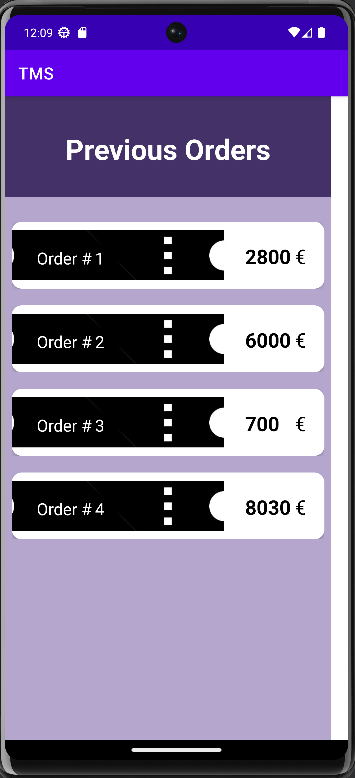 12:09
TMS
Previous Orders
Order # 1 2800 €
Order # 2 6000 €
Order # 3 700 €
Order # 4 8030 €